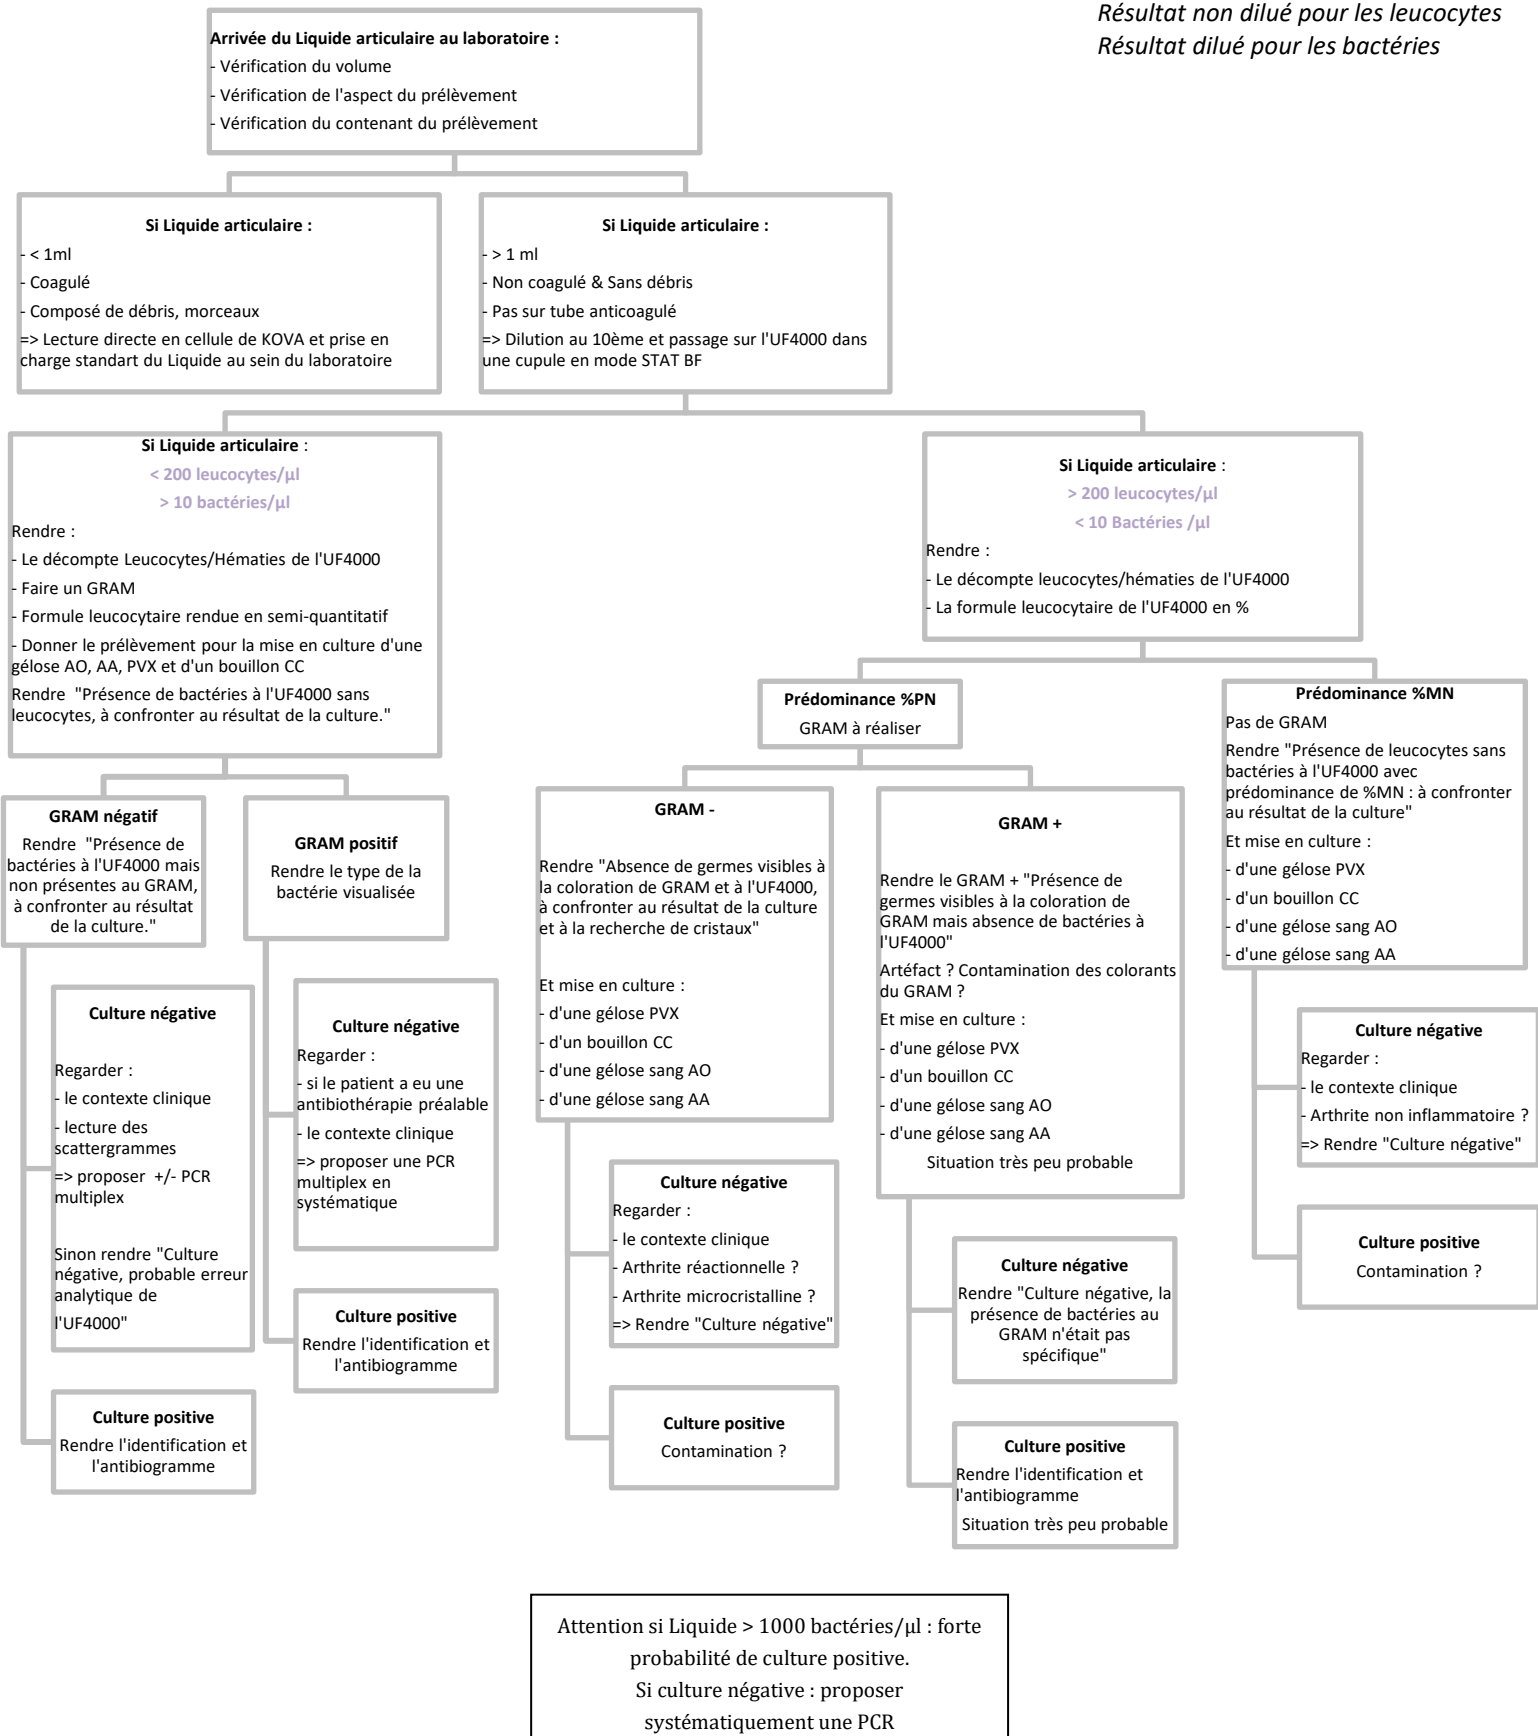 Résultat non dilué pour les leucocytes
Résultat dilué pour les bactéries
Arrivée du Liquide articulaire au laboratoire :
- Vérification du volume
- Vérification de l'aspect du prélèvement
- Vérification du contenant du prélèvement
Si Liquide articulaire :
- < 1ml
- Coagulé
- Composé de débris, morceaux
=> Lecture directe en cellule de KOVA et prise en
charge standart du Liquide au sein du laboratoire
Si Liquide articulaire :
- > 1 ml
- Non coagulé & Sans débris
- Pas sur tube anticoagulé
=> Dilution au 10ème et passage sur l'UF4000 dans
une cupule en mode STAT BF
Si Liquide articulaire :
< 200 leucocytes/µl
> 10 bactéries/µl
Rendre :
- Le décompte Leucocytes/Hématies de l'UF4000
- Faire un GRAM
- Formule leucocytaire rendue en semi-quantitatif
- Donner le prélèvement pour la mise en culture d'une
gélose AO, AA, PVX et d'un bouillon CC
Rendre "Présence de bactéries à l'UF4000 sans
leucocytes, à confronter au résultat de la culture."
Si Liquide articulaire :
> 200 leucocytes/µl
< 10 Bactéries /µl
Rendre :
- Le décompte leucocytes/hématies de l'UF4000
- La formule leucocytaire de l'UF4000 en %
GRAM négatif
Rendre "Présence de
bactéries à l'UF4000 mais
non présentes au GRAM,
à confronter au résultat
de la culture."
GRAM positif
Rendre le type de la
bactérie visualisée
Culture négative
Regarder :
- le contexte clinique
- lecture des
scattergrammes
=> proposer +/- PCR
multiplex
Sinon rendre "Culture
négative, probable erreur
analytique de
l'UF4000"
Culture positive
Rendre l'identification et
l'antibiogramme
Culture négative
Regarder :
- si le patient a eu une
antibiothérapie préalable
- le contexte clinique
=> proposer une PCR
multiplex en
systématique
Culture positive
Rendre l'identification et
l'antibiogramme
Prédominance %PN
GRAM à réaliser
GRAM -
Rendre "Absence de germes visibles à
la coloration de GRAM et à l'UF4000,
à confronter au résultat de la culture
et à la recherche de cristaux"
Et mise en culture :
- d'une gélose PVX
- d'un bouillon CC
- d'une gélose sang AO
- d'une gélose sang AA
Culture négative
Regarder :
- le contexte clinique
- Arthrite réactionnelle ?
- Arthrite microcristalline ?
=> Rendre "Culture négative"
Culture positive
Contamination ?
GRAM +
Rendre le GRAM + "Présence de
germes visibles à la coloration de
GRAM mais absence de bactéries à
l'UF4000"
Artéfact ? Contamination des colorants
du GRAM ?
Et mise en culture :
- d'une gélose PVX
- d'un bouillon CC
- d'une gélose sang AO
- d'une gélose sang AA
Situation très peu probable
Culture négative
Rendre "Culture négative, la
présence de bactéries au
GRAM n'était pas
spécifique"
Culture positive
Rendre l'identification et
l'antibiogramme
Situation très peu probable
Prédominance %MN
Pas de GRAM
Rendre "Présence de leucocytes sans
bactéries à l'UF4000 avec
prédominance de %MN : à confronter
au résultat de la culture"
Et mise en culture :
- d'une gélose PVX
- d'un bouillon CC
- d'une gélose sang AO
- d'une gélose sang AA
Culture négative
Regarder :
- le contexte clinique
- Arthrite non inflammatoire ?
=> Rendre "Culture négative"
Culture positive
Contamination ?
Attention si Liquide > 1000 bactéries/µl : forte
probabilité de culture positive.
Si culture négative : proposer
systématiquement une PCR